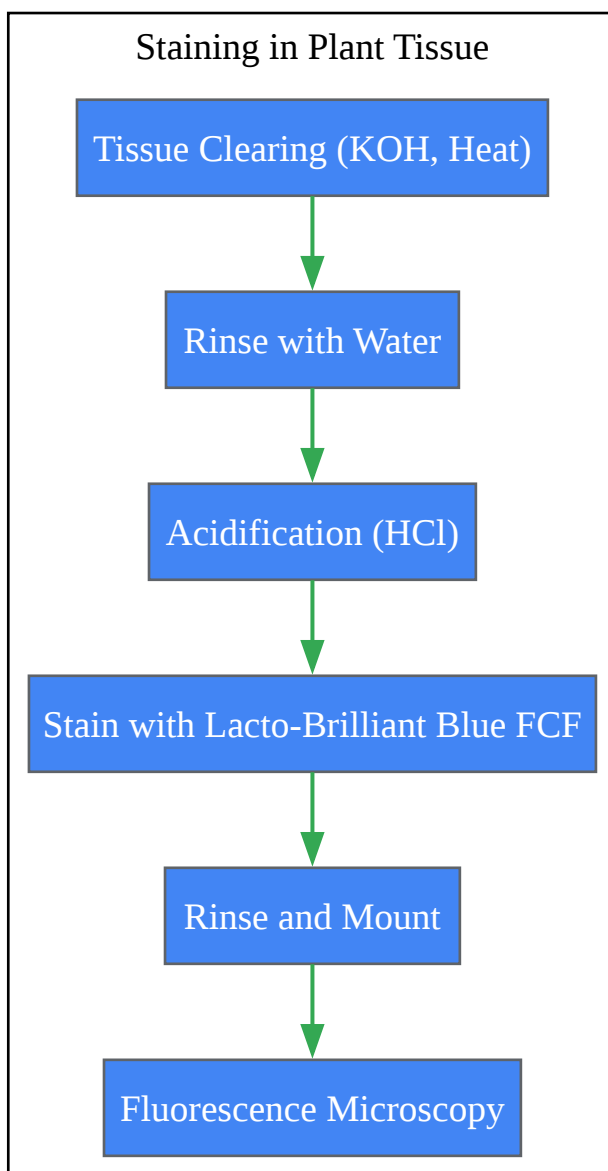 Staining in Plant Tissue
Tissue Clearing (KOH, Heat)
Rinse with Water
Acidification (HCl)
Stain with Lacto-Brilliant Blue FCF
Rinse and Mount
Fluorescence Microscopy